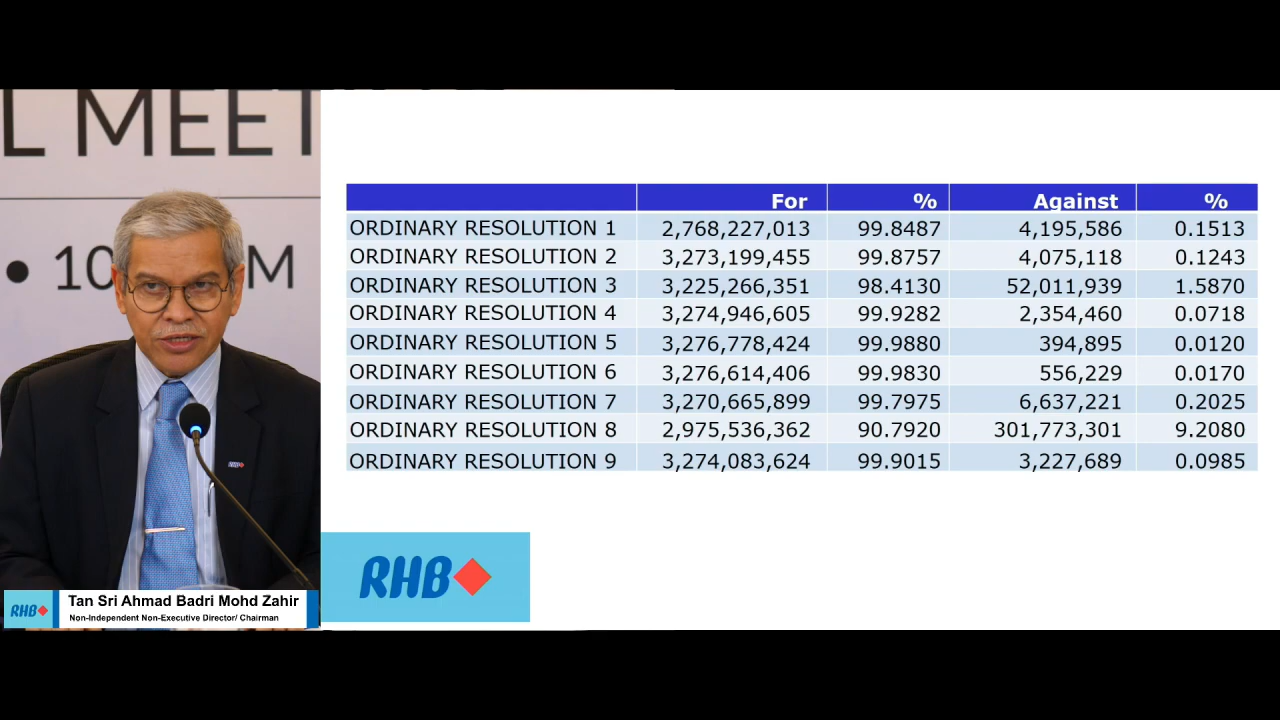 L MEET
• 10 M
For % Against %
ORDINARY RESOLUTION 1 2,768,227,013 99.8487 4,195,586 0.1513
ORDINARY RESOLUTION 2 3,273,199,455 99.8757 4,075,118 0.1243
ORDINARY RESOLUTION 3 3,225,266,351 98.4130 52,011,939 1.5870
ORDINARY RESOLUTION 4 3,274,946,605 99.9282 2,354,460 0.0718
ORDINARY RESOLUTION 5 3,276,778,424 99.9880 394,895 0.0120
ORDINARY RESOLUTION 6 3,276,614,406 99.9830 556,229 0.0170
ORDINARY RESOLUTION 7 3,270,665,899 99.7975 6,637,221 0.2025
ORDINARY RESOLUTION 8 2,975,536,362 90.7920 301,773,301 9.2080
ORDINARY RESOLUTION 9 3,274,083,624 99.9015 3,227,689 0.0985
RHB
RHB
RHB
Tan Sri Ahmad Badri Mohd Zahir
Non-Independent Non-Executive Director/ Chairman